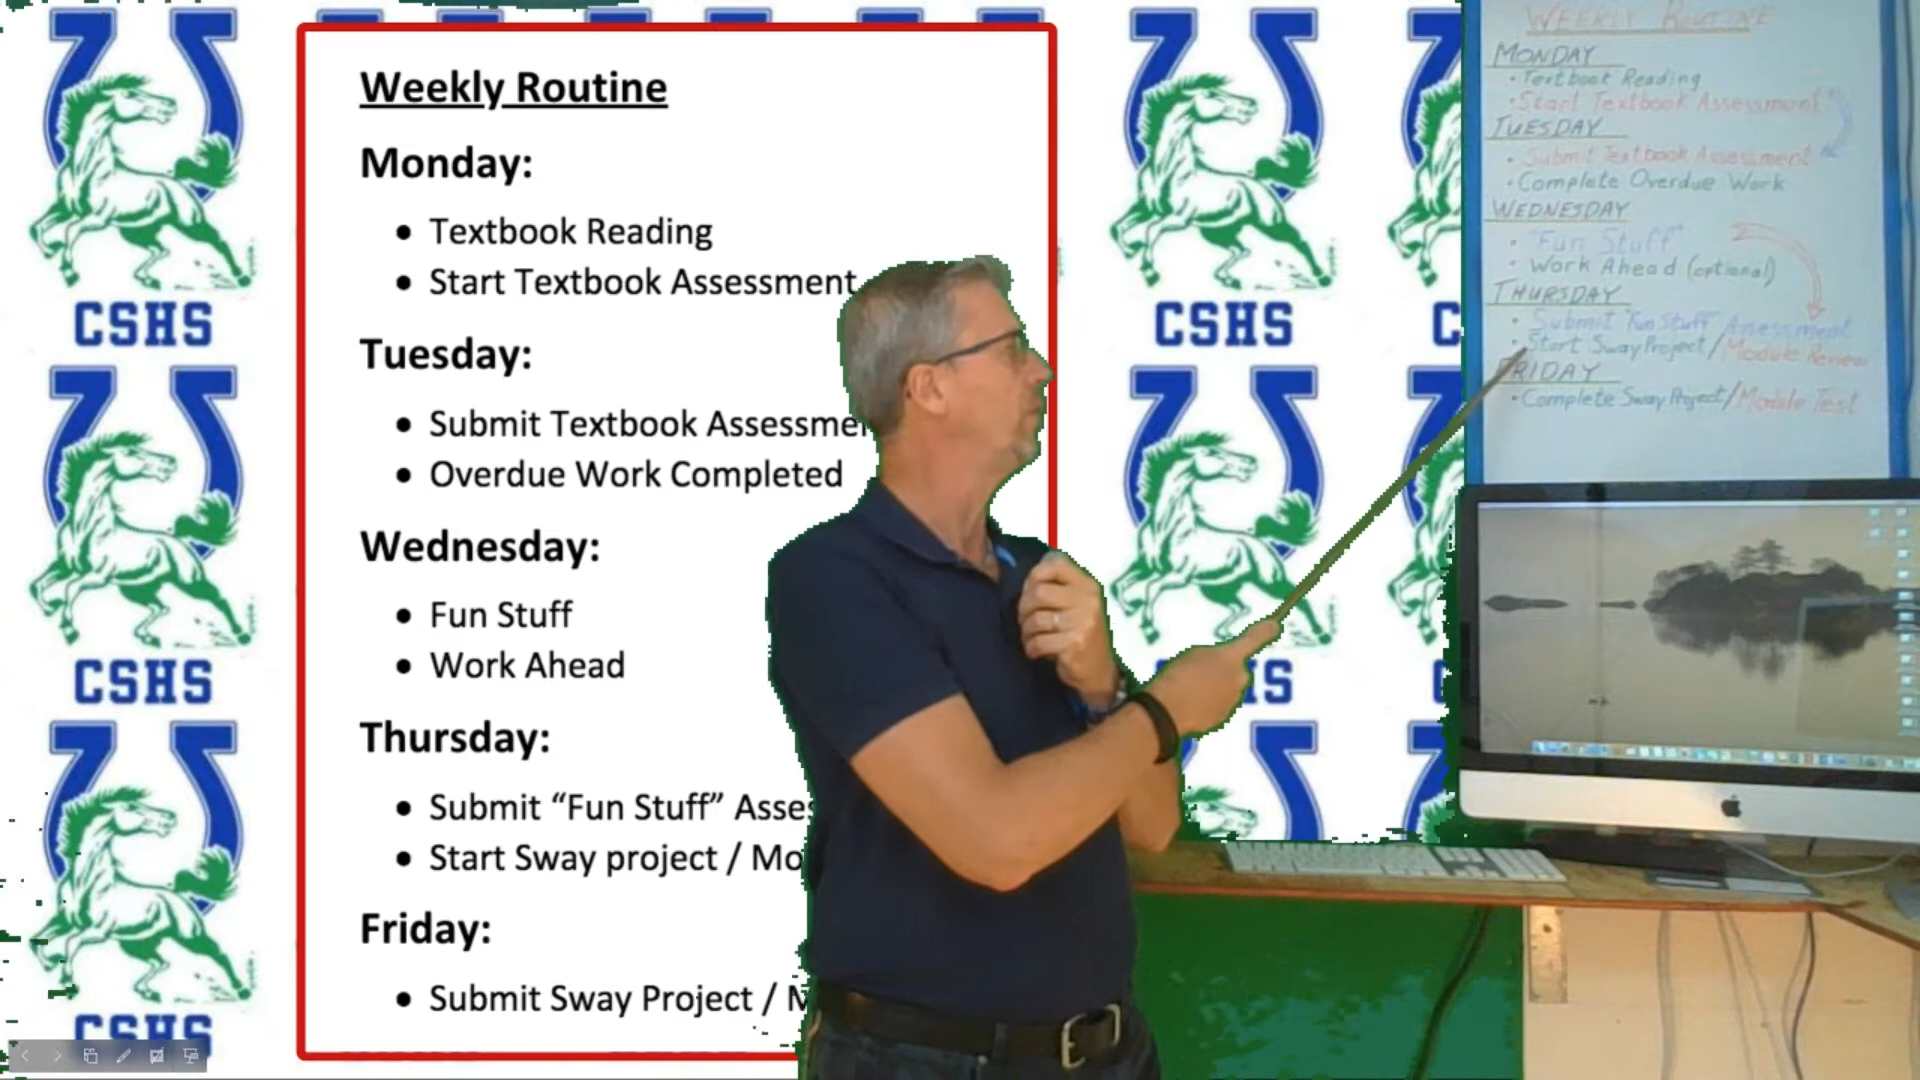 Weekly Routine
Monday:
• Textbook Reading
• Start Textbook Assessment
Tuesday:
• Submit Textbook Assessme
• Overdue Work Completed
Wednesday:
• Fun Stuff
• Work Ahead
Thursday:
• Submit “Fun Stuff” Asse
• Start Sway project / Mo
Friday:
• Submit Sway Project / M
CSHS
CSHS
CSHS
CSHS
WEEKLY ROUTINE
MONDAY
• Textbook Reading
• Start Textbook Assessment
TUESDAY
• Submit Textbook Assessment
• Complete Overdue Work
WEDNESDAY
• "Fun Stuff"
• Work Ahead (optional)
THURSDAY
• Submit "Fun Stuff" Assessment
• Start Sway Project/Module Review
FRIDAY
• Complete Sway Project/Module Test